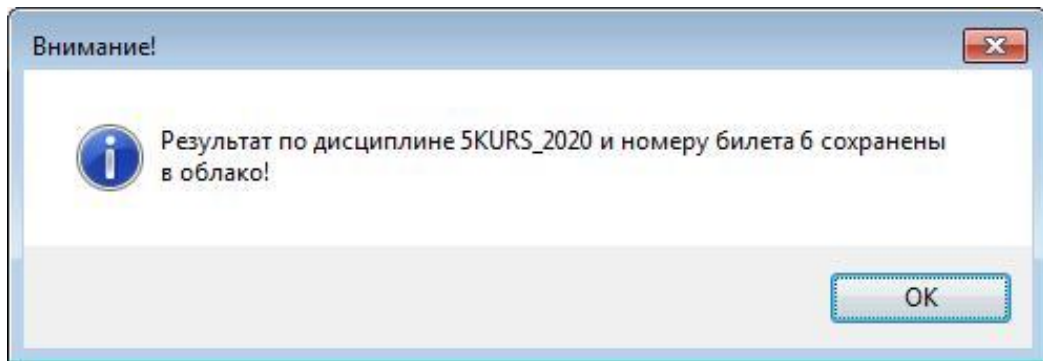 Внимание!
Результат по дисциплине 5KURS_2020 и номеру билета 6 сохранены
в облако!
OK